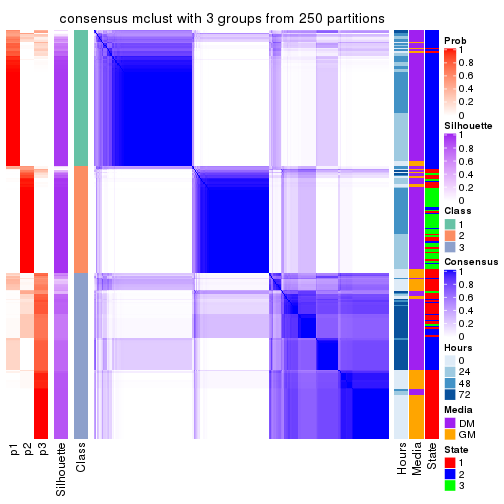 consensus mclust with 3 groups from 250 partitions
p1
p2
p3
Silhouette
Class
Hours
Media
State
Prob
1
0.8
0.6
0.4
0.2
0
Silhouette
1
0.8
0.6
0.4
0.2
0
Class
1
2
3
Consensus
1
0.8
0.6
0.4
0.2
0
Hours
0
24
48
72
Media
DM
GM
State
1
2
3